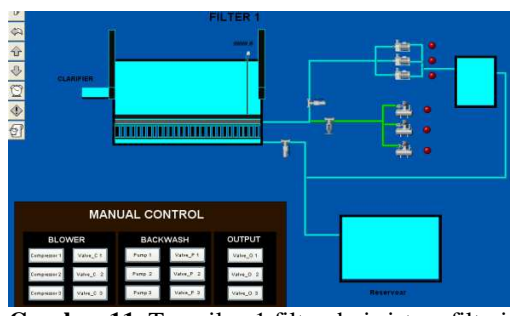 FILTER 1
CLARIFIER
MANUAL CONTROL
BLOWER BACKWASH OUTPUT
Compressor 1 Valve_C 1 Pump 1 Valve_P 1 Valve_O 1
Compressor 2 Valve_C 2 Pump 2 Valve_P 2 Valve_O 2
Compressor 3 Valve_C 3 Pump 3 Valve_P 3 Valve_O 3
Reservoar